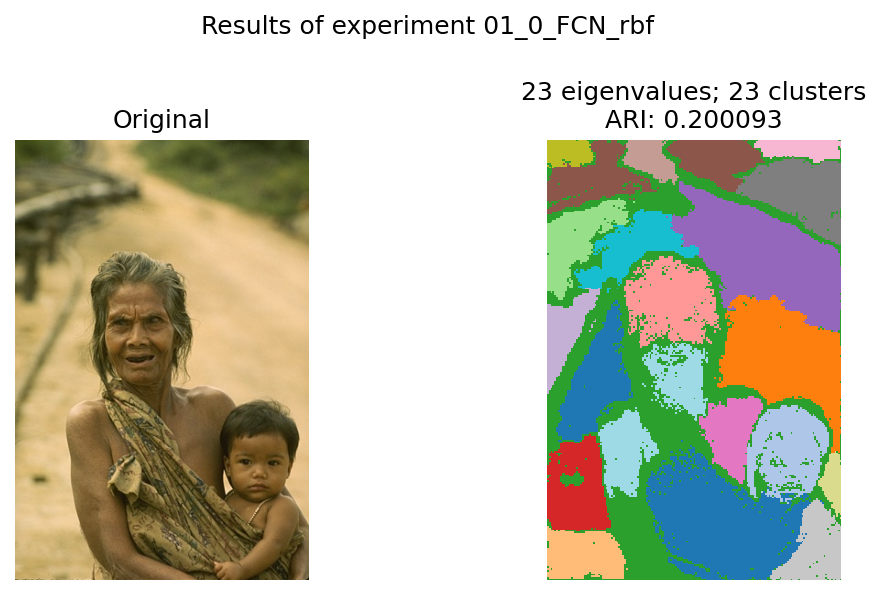 Results of experiment 01_0_FCN_rbf
Original
23 eigenvalues; 23 clusters
ARI: 0.200093